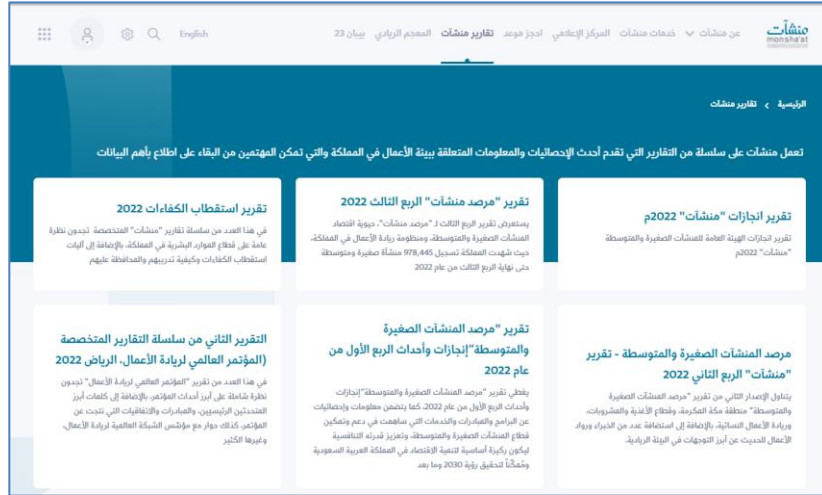 منشآت
monsha'at
عن منشآت خدمات منشآت المركز الإعلامي احجز موعد تقارير منشآت المعجم الريادي بيبان 23
English
الرئيسية > تقارير منشآت
تعمل منشآت على سلسلة من التقارير التي تقدم أحدث الإحصائيات والمعلومات المتعلقة ببيئة الأعمال في المملكة والتي تمكن المهتمين من البقاء على اطلاع بأهم البيانات
تقرير انجازات "منشآت" 2022م
تقرير انجازات الهيئة العامة للمنشآت الصغيرة والمتوسطة
"منشآت" 2022م
تقرير "مرصد منشآت" الربع الثالث 2022
يستعرض تقرير الربع الثالث لـ "مرصد منشآت"، حيوية اقتصاد
المنشآت الصغيرة والمتوسطة، ومنظومة ريادة الأعمال في المملكة،
حيث شهدت المملكة تسجيل 978,445 منشأة صغيرة ومتوسطة
حتى نهاية الربع الثالث من عام 2022
تقرير استقطاب الكفاءات 2022
في هذا العدد من سلسلة تقارير "منشآت" المتخصصة تجدون نظرة
عامة على قطاع الموارد البشرية في المملكة، بالإضافة إلى آليات
استقطاب الكفاءات وكيفية تدريبهم والمحافظة عليهم
مرصد المنشآت الصغيرة والمتوسطة - تقرير
"منشآت" الربع الثاني 2022
يتناول الإصدار الثاني من تقرير "مرصد المنشآت الصغيرة
والمتوسطة" منطقة مكة المكرمة، وقطاع الأغذية والمشروبات،
وريادة الأعمال النسائية، بالإضافة إلى استضافة عدد من الخبراء ورواد
الأعمال للحديث عن أبرز التوجهات في البيئة الريادية.
تقرير "مرصد المنشآت الصغيرة
والمتوسطة"إنجازات وأحداث الربع الأول من
عام 2022
يغطي تقرير "مرصد المنشآت الصغيرة والمتوسطة"إنجازات
وأحداث الربع الأول من عام 2022، كما يتضمن معلومات وإحصائيات
عن البرامج والمبادرات والخدمات التي ساهمت في دعم وتمكين
قطاع المنشآت الصغيرة والمتوسطة، وتعزيز قدرته التنافسية
ليكون ركيزة أساسية لتنمية الاقتصاد في المملكة العربية السعودية
وممكّنًا لتحقيق رؤية 2030 وما بعد
التقرير الثاني من سلسلة التقارير المتخصصة
(المؤتمر العالمي لريادة الأعمال، الرياض 2022
في هذا العدد من تقرير "المؤتمر العالمي لريادة الأعمال" تجدون
نظرة شاملة على أبرز أحداث المؤتمر، بالإضافة إلى كلمات أبرز
المتحدثين الرئيسيين، والمبادرات والاتفاقيات التي نتجت عن
المؤتمر، كذلك حوار مع مؤسّس الشبكة العالمية لريادة الأعمال،
وغيرها الكثير